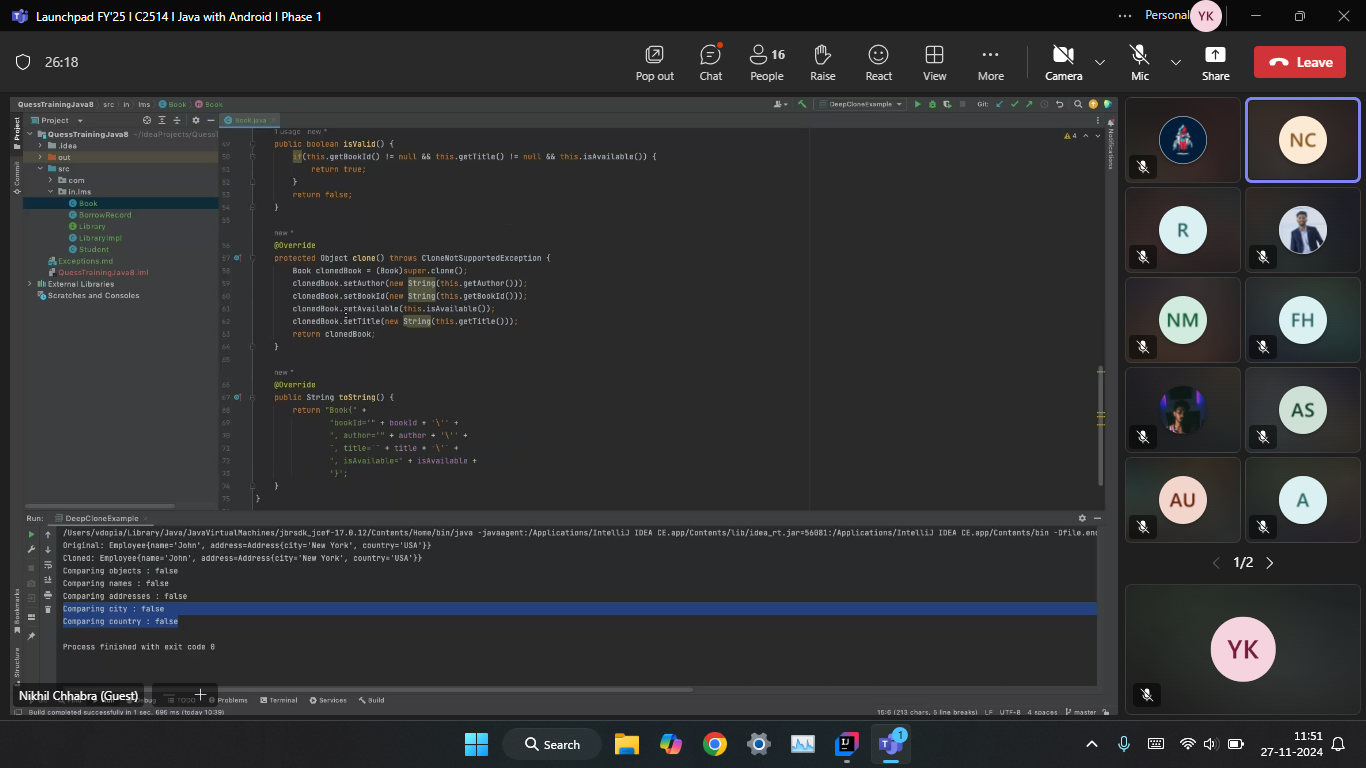 Launchpad FY'25 | C2514 | Java with Android | Phase 1
Personal
YK
26:18
Pop out
Chat
16
People
Raise
React
View
More
Camera
Mic
Share
Leave
QuessTrainingJava8 src in lms Book Book
DeepCloneExample
Git:
Project
Book.java
QuessTrainingJava8 ~/IdeaProjects/Quess
.idea
out
src
com
in.lms
Book
BorrowRecord
Library
LibraryImpl
Student
Exceptions.md
QuessTrainingJava8.iml
External Libraries
Scratches and Consoles
Project
Commit
Bookmarks
Structure
Notifications
4
1 usage new *
public boolean isValid() {
if(this.getBookId() != null && this.getTitle() != null && this.isAvailable()) {
return true;
}
return false;
}
new *
@Override
protected Object clone() throws CloneNotSupportedException {
Book clonedBook = (Book)super.clone();
clonedBook.setAuthor(new String(this.getAuthor()));
clonedBook.setBookId(new String(this.getBookId()));
clonedBook.setAvailable(this.isAvailable());
clonedBook.setTitle(new String(this.getTitle()));
return clonedBook;
}
new *
@Override
public String toString() {
return "Book{" +
"bookId='" + bookId + '\'' +
", author='" + author + '\'' +
", title='" + title + '\'' +
", isAvailable=" + isAvailable +
'}';
}
}
Run: DeepCloneExample
/Users/vdopia/Library/Java/JavaVirtualMachines/jbrsdk_jcef-17.0.12/Contents/Home/bin/java -javaagent:/Applications/IntelliJ IDEA CE.app/Contents/lib/idea_rt.jar=56081:/Applications/IntelliJ IDEA CE.app/Contents/bin -Dfile.enc
Original: Employee{name='John', address=Address{city='New York', country='USA'}}
Cloned: Employee{name='John', address=Address{city='New York', country='USA'}}
Comparing objects : false
Comparing names : false
Comparing addresses : false
Comparing city : false
Comparing country : false
Process finished with exit code 0
Nikhil Chhabra (Guest)
Debug
TODO
Problems
Terminal
Services
Build
Build completed successfully in 1 sec, 696 ms (today 10:39)
15:6 (213 chars, 5 line breaks) LF UTF-8 4 spaces master
NC
R
NM
FH
AS
AU
A
1/2
YK
Search
1
11:51
27-11-2024